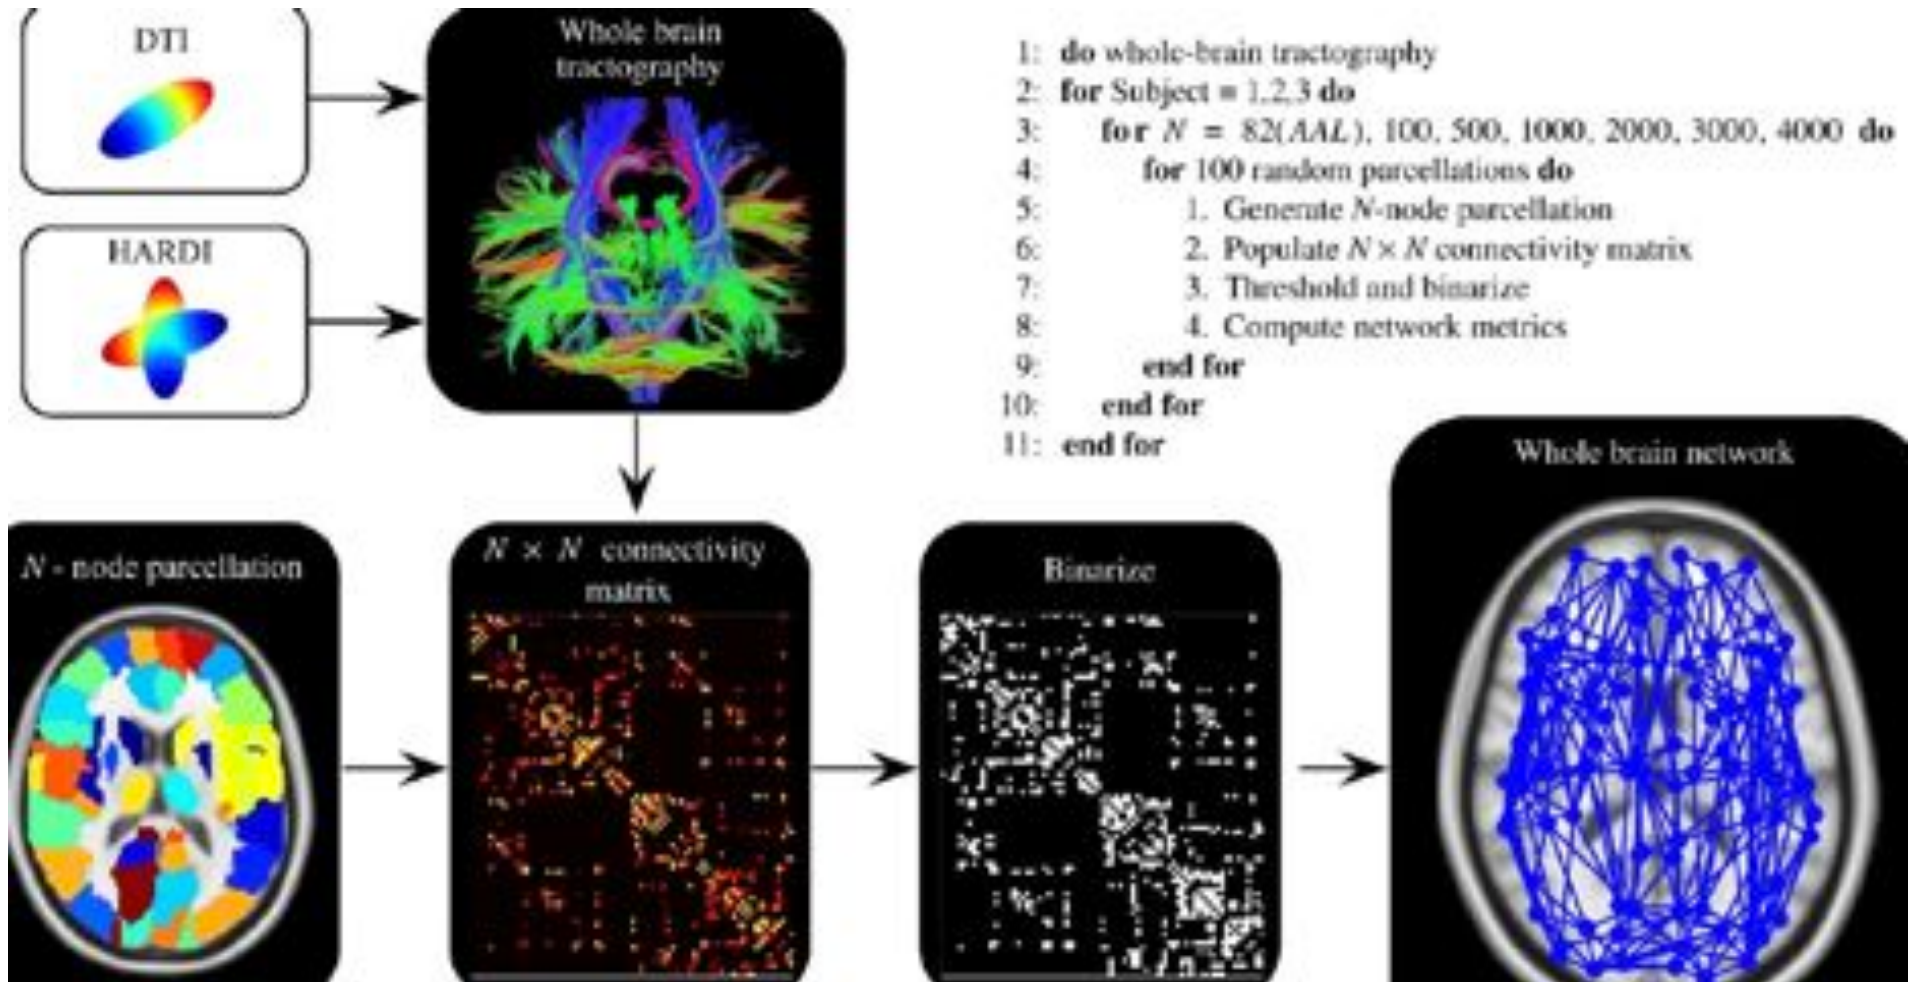 DTI
HARDI
Whole brain
tractography
1: do whole-brain tractography
2: for Subject = 1,2,3 do
3: for N = 82(AAL), 100, 500, 1000, 2000, 3000, 4000 do
4: for 100 random parcellations do
5: 1. Generate N-node parcellation
6: 2. Populate N × N connectivity matrix
7: 3. Threshold and binarize
8: 4. Compute network metrics
9: end for
10: end for
11: end for
N - node parcellation
N × N connectivity
matrix
Binarize
Whole brain network